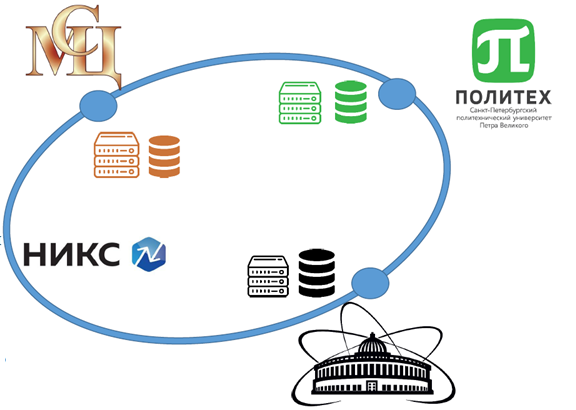 МСЦ
П
ПОЛИТЕХ
Санкт-Петербургский
политехнический университет
Петра Великого
НИКС